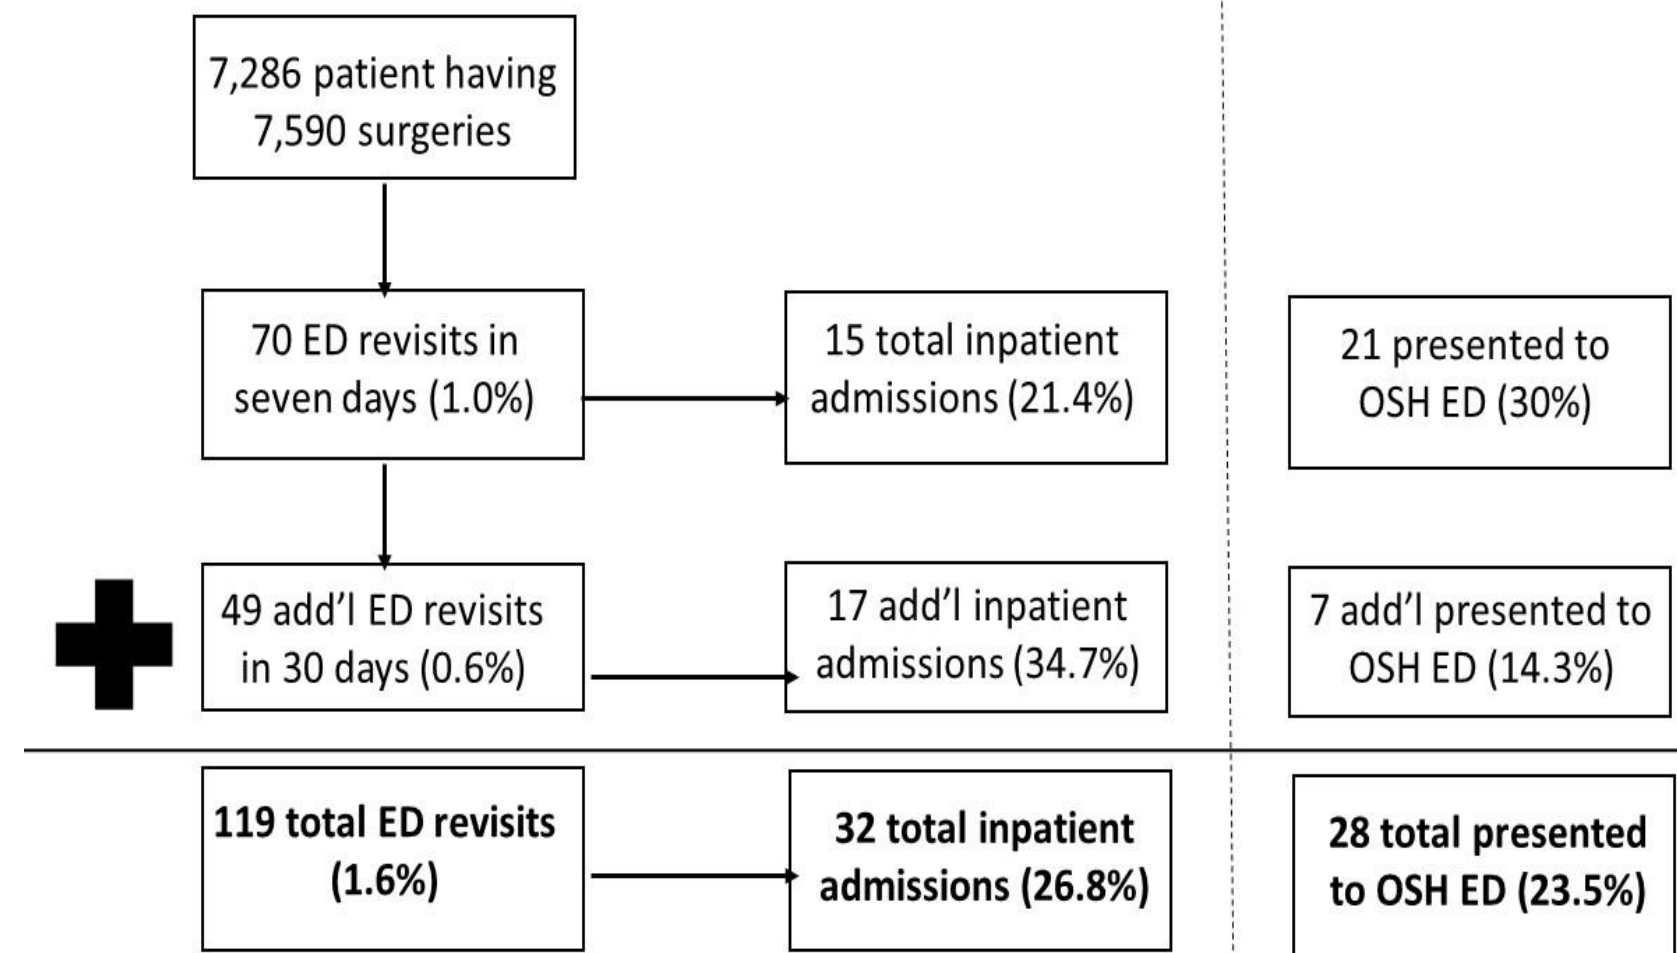 7,286 patient having
7,590 surgeries
70 ED revisits in
seven days (1.0%)
15 total inpatient
admissions (21.4%)
21 presented to
OSH ED (30%)
49 add’l ED revisits
in 30 days (0.6%)
17 add’l inpatient
admissions (34.7%)
7 add’l presented to
OSH ED (14.3%)
119 total ED revisits
(1.6%)
32 total inpatient
admissions (26.8%)
28 total presented
to OSH ED (23.5%)